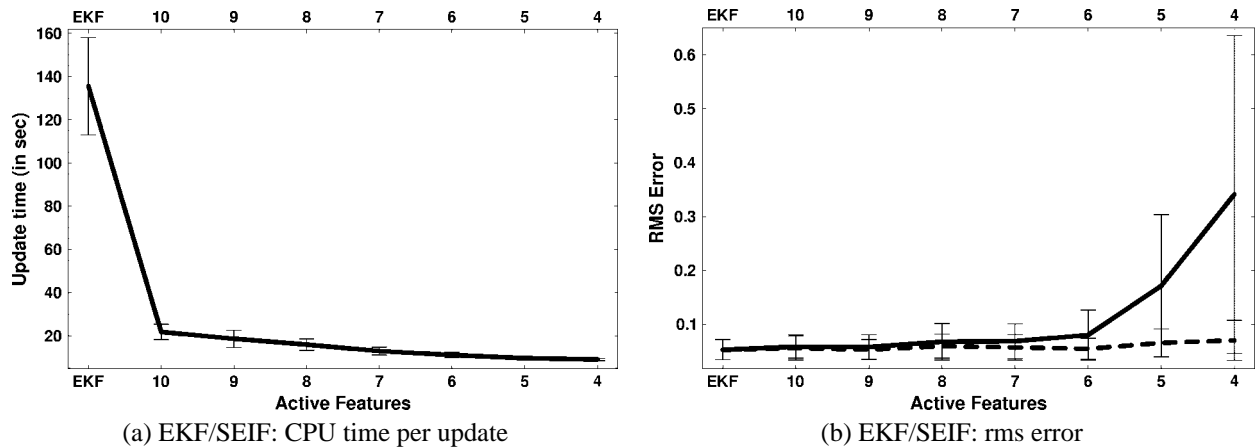 EKF 10 9 8 7 6 5 4
160
140
120
100
80
60
40
20
Update time (in sec)
EKF 10 9 8 7 6 5 4
Active Features
(a) EKF/SEIF: CPU time per update
EKF 10 9 8 7 6 5 4
0.6
0.5
0.4
0.3
0.2
0.1
RMS Error
EKF 10 9 8 7 6 5 4
Active Features
(b) EKF/SEIF: rms error